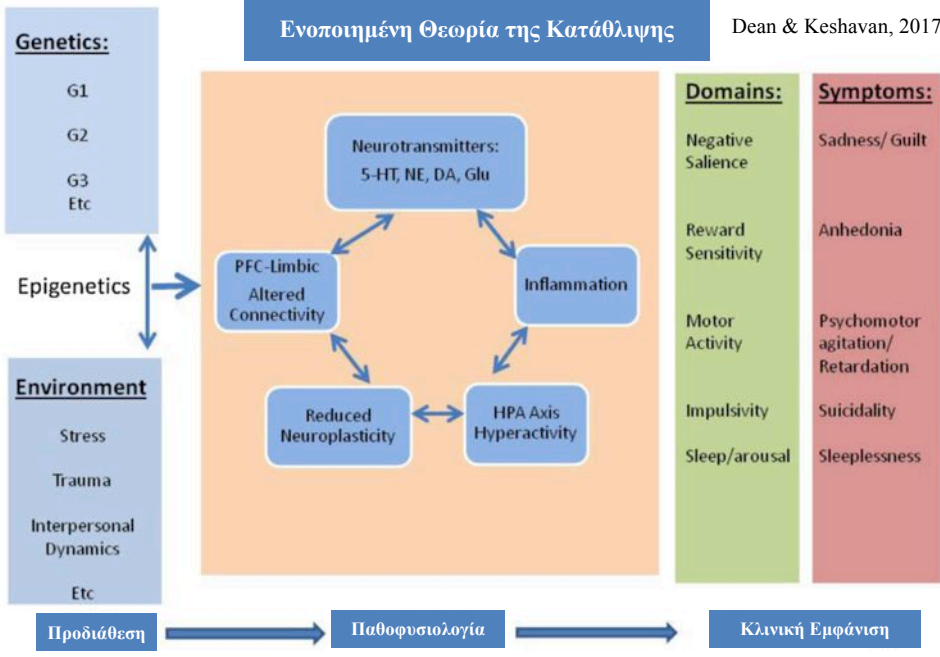 Ενοποιημένη Θεωρία της Κατάθλιψης
Dean & Keshavan, 2017
Genetics:
G1
G2
G3
Etc
Epigenetics
Environment
Stress
Trauma
Interpersonal
Dynamics
Etc
Neurotransmitters:
5-HT, NE, DA, Glu
PFC-Limbic
Altered
Connectivity
Inflammation
Reduced
Neuroplasticity
HPA Axis
Hyperactivity
Domains:
Negative
Salience
Reward
Sensitivity
Motor
Activity
Impulsivity
Sleep/arousal
Symptoms:
Sadness/ Guilt
Anhedonia
Psychomotor
agitation/
Retardation
Suicidality
Sleeplessness
Προδιάθεση
Παθοφυσιολογία
Κλινική Εμφάνιση